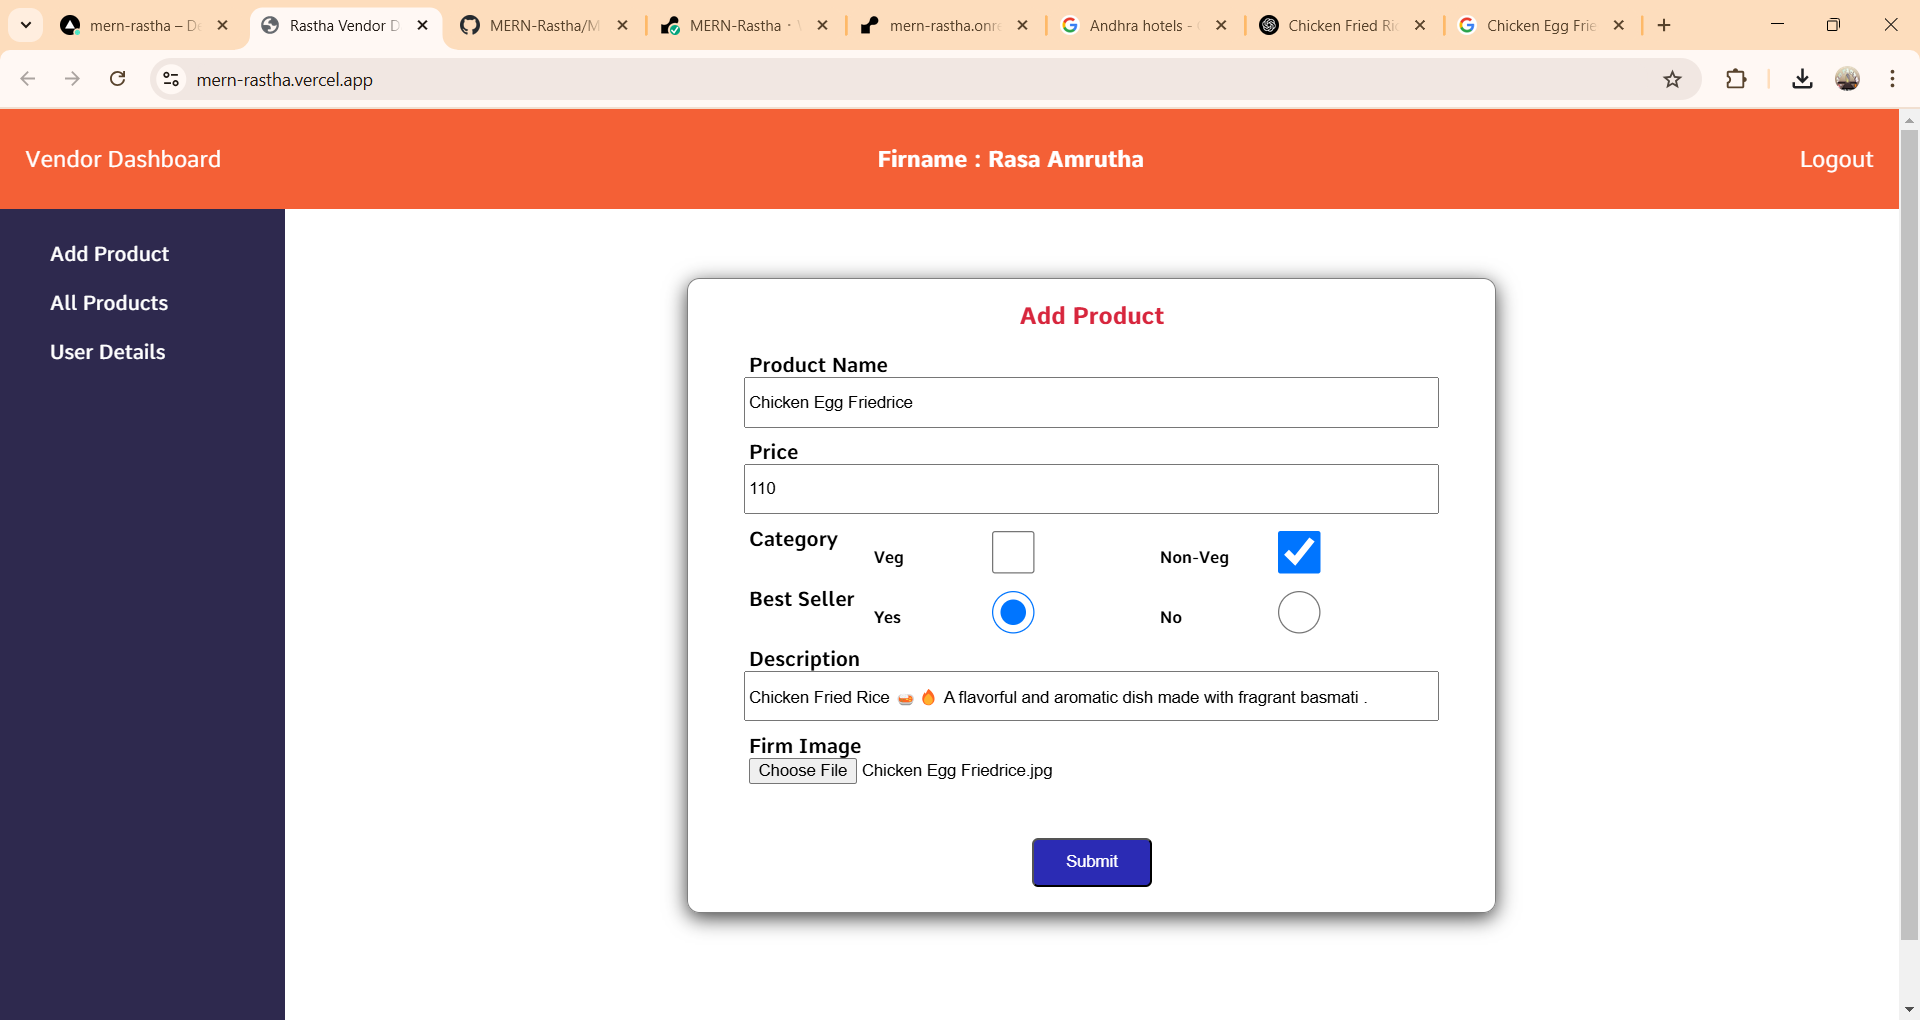 mern-rastha – De
Rastha Vendor D
MERN-Rastha/M
MERN-Rastha · 
mern-rastha.onre
Andhra hotels - 
Chicken Fried Ri
Chicken Egg Frie
mern-rastha.vercel.app
Vendor Dashboard
Firname : Rasa Amrutha
Logout
Add Product
All Products
User Details
Add Product
Product Name
Chicken Egg Friedrice
Price
110
Category
Veg
Non-Veg
Best Seller
Yes
No
Description
Chicken Fried Rice 🍛 🔥 A flavorful and aromatic dish made with fragrant basmati .
Firm Image
Choose File Chicken Egg Friedrice.jpg
Submit